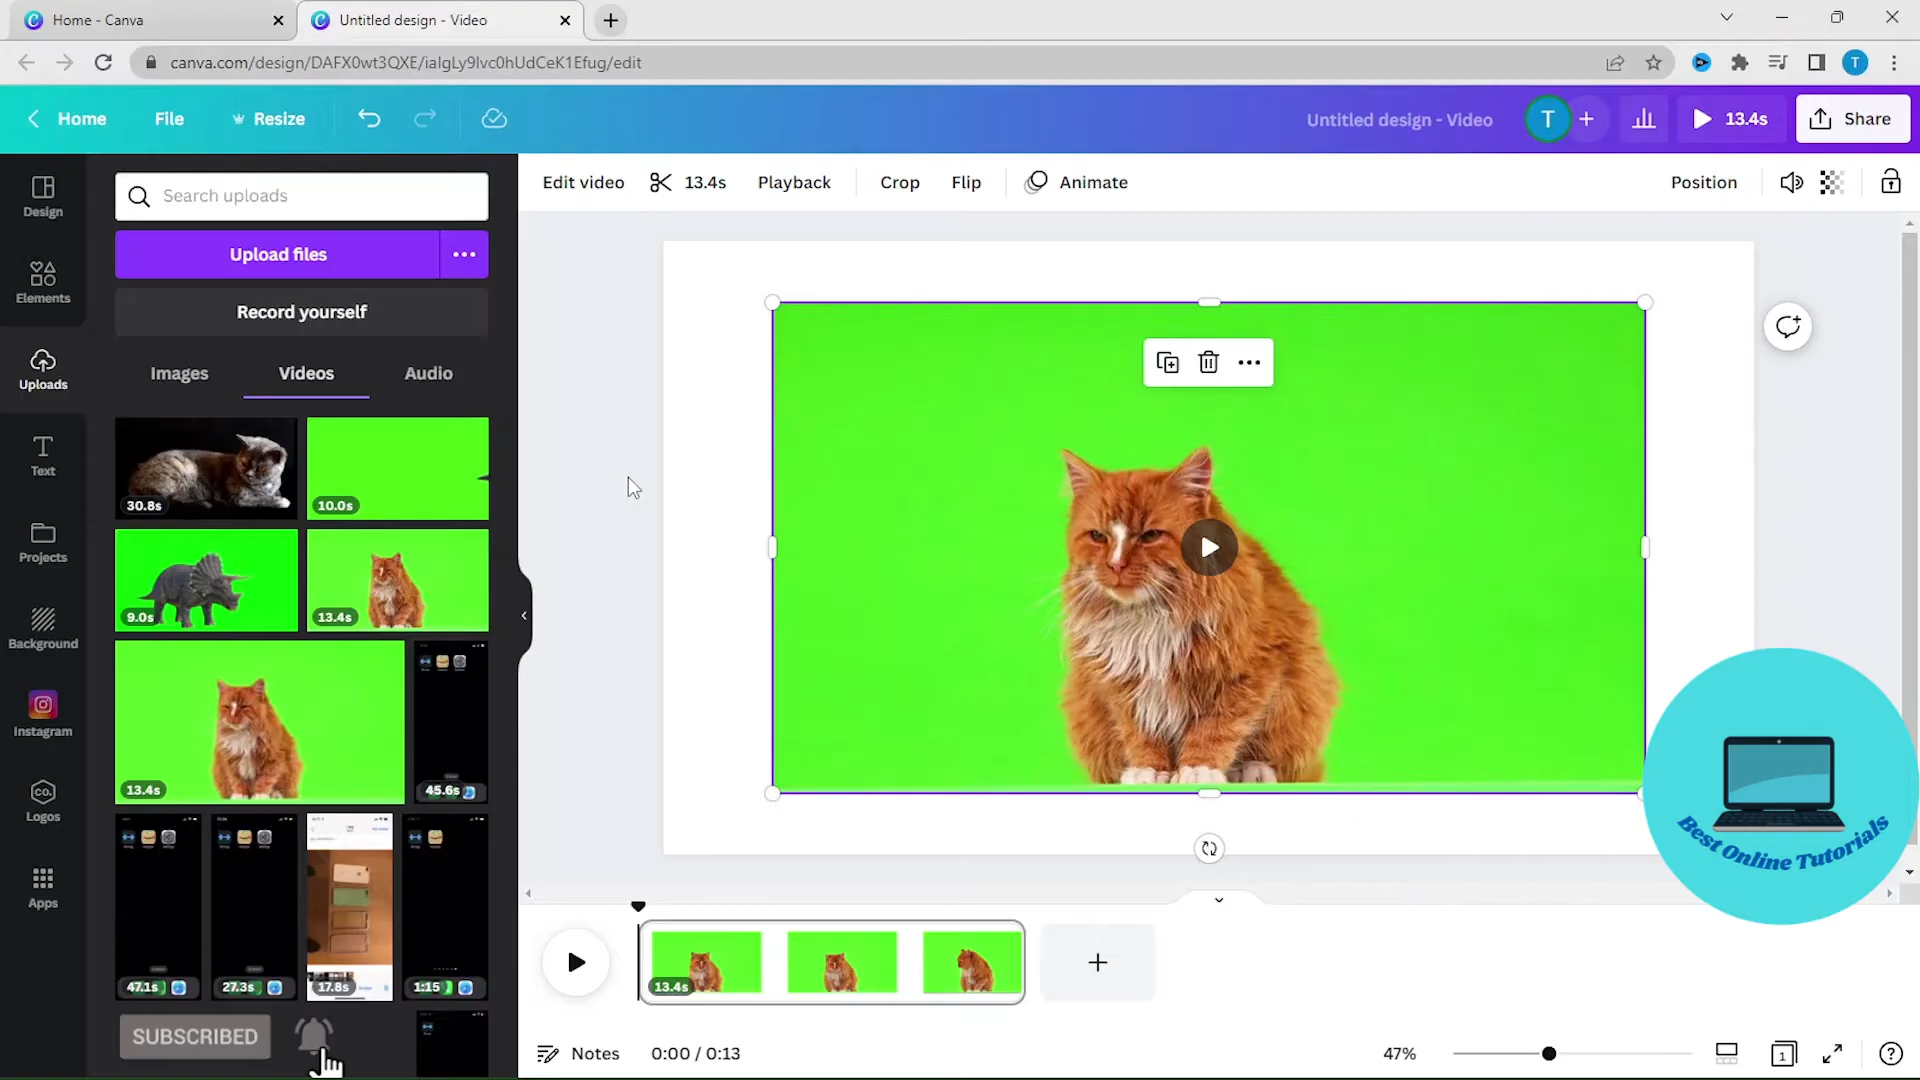 Home - Canva
Untitled design - Video
canva.com/design/DAFX0wt3QXE/iaIgLy9Ivc0hUdCeK1Efug/edit
T
Home
File
Resize
Untitled design - Video
T
13.4s
Share
Design
Elements
Uploads
Text
Projects
Background
Instagram
CO.
Logos
Apps
Search uploads
Upload files
Record yourself
Images
Videos
Audio
30.8s
10.0s
9.0s
13.4s
13.4s
45.6s
47.1s
27.3s
17.8s
1:15
SUBSCRIBED
Edit video
13.4s
Playback
Crop
Flip
Animate
Position
Best Online Tutorials
13.4s
Notes
0:00 / 0:13
47%
1